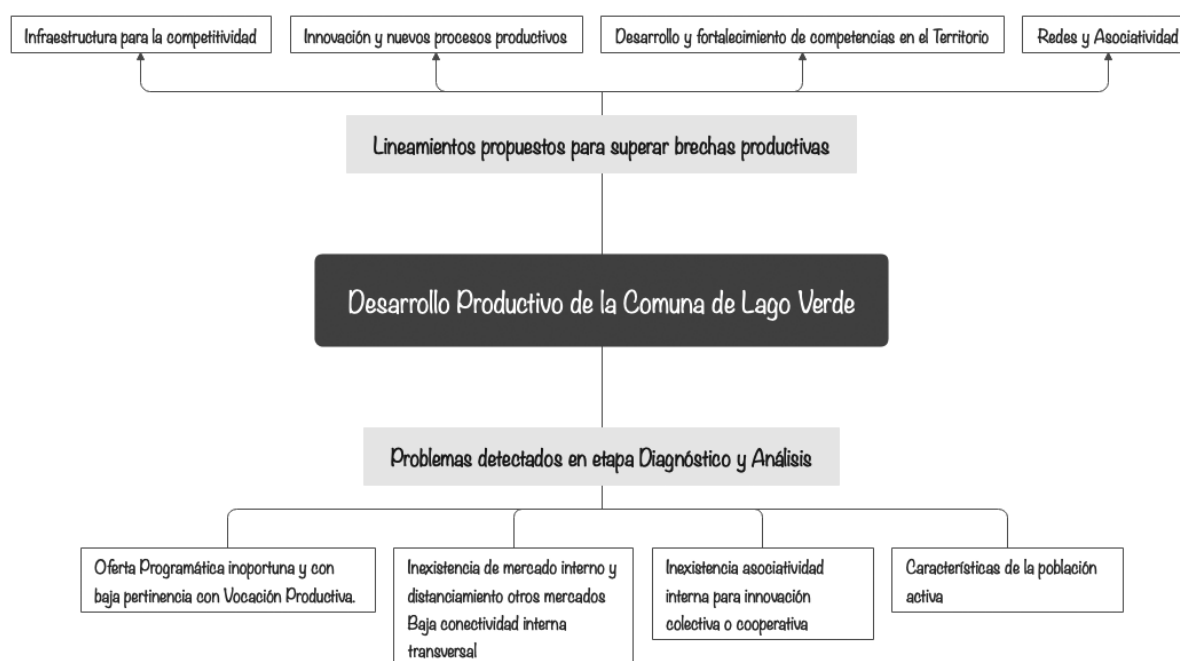 Infraestructura para la competitividad
Innovación y nuevos procesos productivos
Desarrollo y fortalecimiento de competencias en el Territorio
Redes y Asociatividad
Lineamientos propuestos para superar brechas productivas
Desarrollo Productivo de la Comuna de Lago Verde
Problemas detectados en etapa Diagnóstico y Análisis
Oferta Programática inoportuna y con
baja pertinencia con Vocación Productiva.
Inexistencia de mercado interno y
distanciamiento otros mercados
Baja conectividad interna
transversal
Inexistencia asociatividad
interna para innovación
colectiva o cooperativa
Características de la población
activa